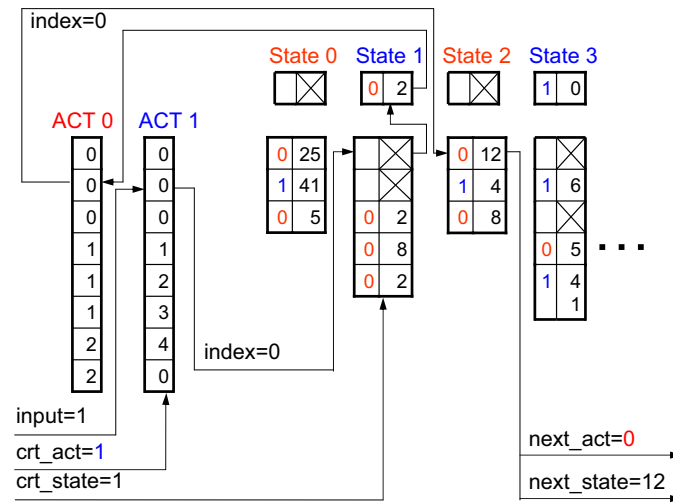 index=0
State 0 State 1 State 2 State 3
0 2 1 0
ACT 0 ACT 1
0 0 0 25 0 12
0 0 1 41 1 4 1 6
0 0 0 5 0 2 0 8
1 1 0 8 0 5 ...
1 2 0 2 1 4
1 3 1
2 4 index=0
2 0
input=1
crt_act=1 next_act=0
crt_state=1 next_state=12